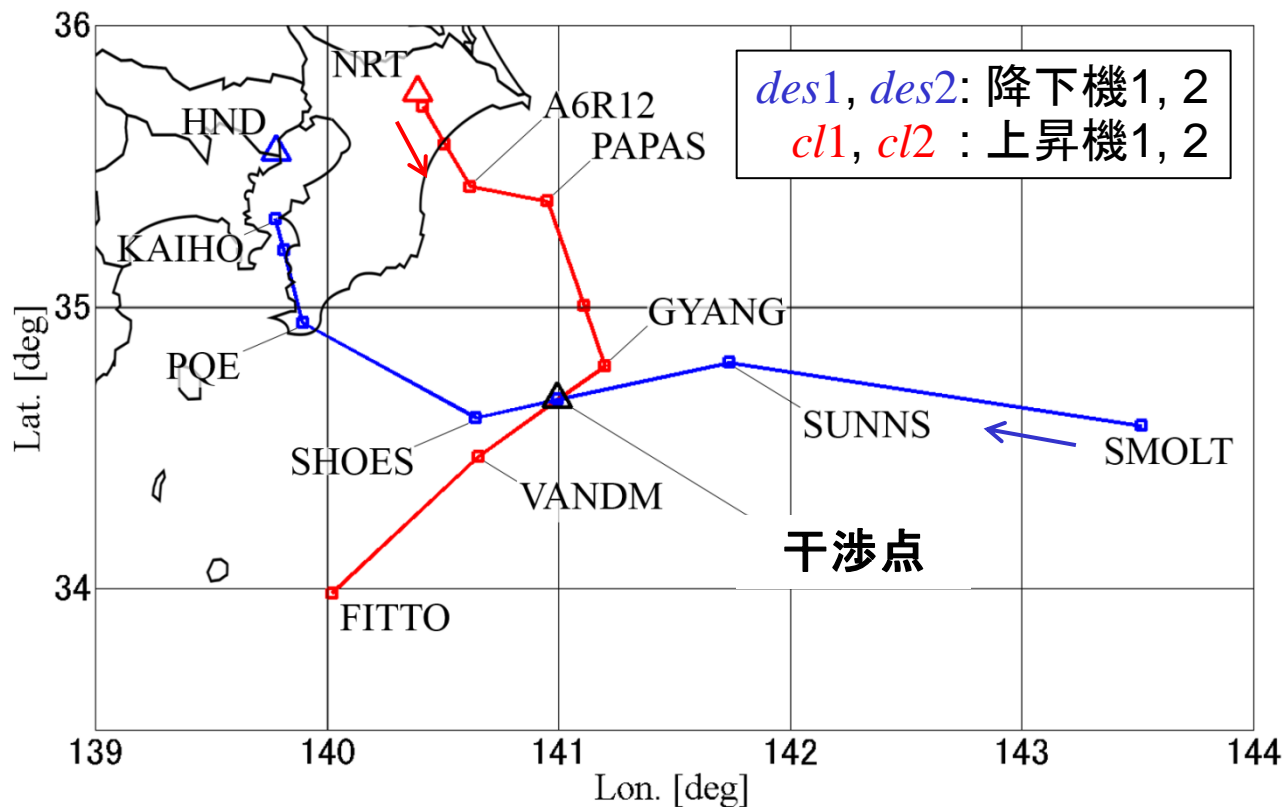 36
NRT
des1, des2: 降下機1, 2
cl1, cl2 : 上昇機1, 2
HND
A6R12
PAPAS
KAIHO
35
GYANG
PQE
Lat. [deg]
SUNNS
SHOES
SMOLT
VANDM
干渉点
34
FITTO
139
140
141
142
143
144
Lon. [deg]